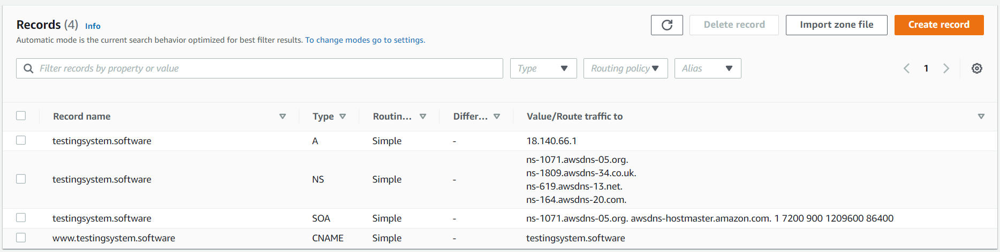 Records (4) Info
Automatic mode is the current search behavior optimized for best filter results. To change modes go to settings.
Delete record
Import zone file
Create record
Filter records by property or value
Type
Routing policy
Alias
1
Record name Type Routin... Differ... Value/Route traffic to
testingsystem.software A Simple - 18.140.66.1
testingsystem.software NS Simple - ns-1071.awsdns-05.org.
ns-1809.awsdns-34.co.uk.
ns-619.awsdns-13.net.
ns-164.awsdns-20.com.
testingsystem.software SOA Simple - ns-1071.awsdns-05.org. awsdns-hostmaster.amazon.com. 1 7200 900 1209600 86400
www.testingsystem.software CNAME Simple - testingsystem.software